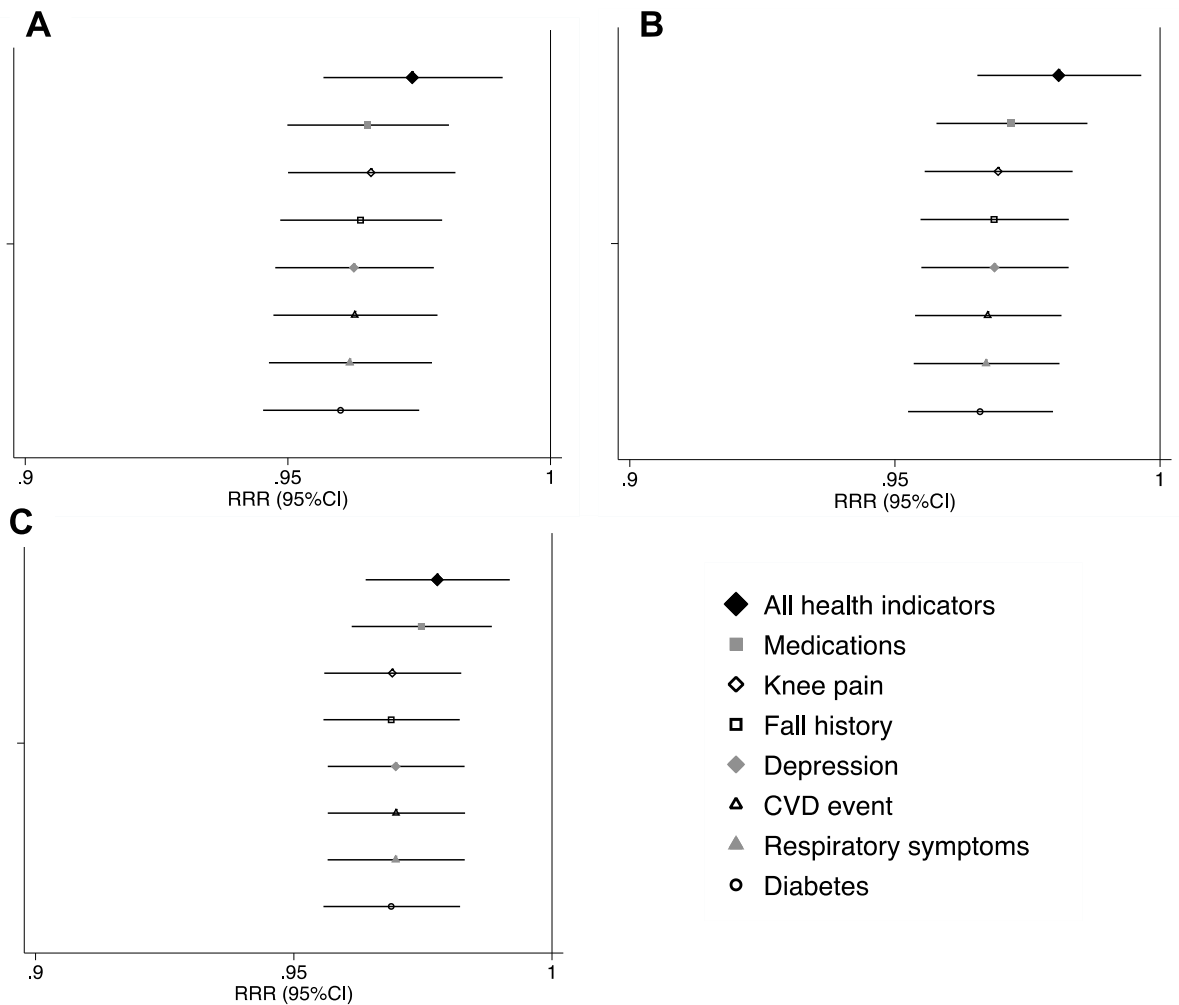 A
.9
.95
1
RRR (95%CI)
B
.9
.95
1
RRR (95%CI)
C
.9
.95
1
RRR (95%CI)
All health indicators
Medications
Knee pain
Fall history
Depression
CVD event
Respiratory symptoms
Diabetes